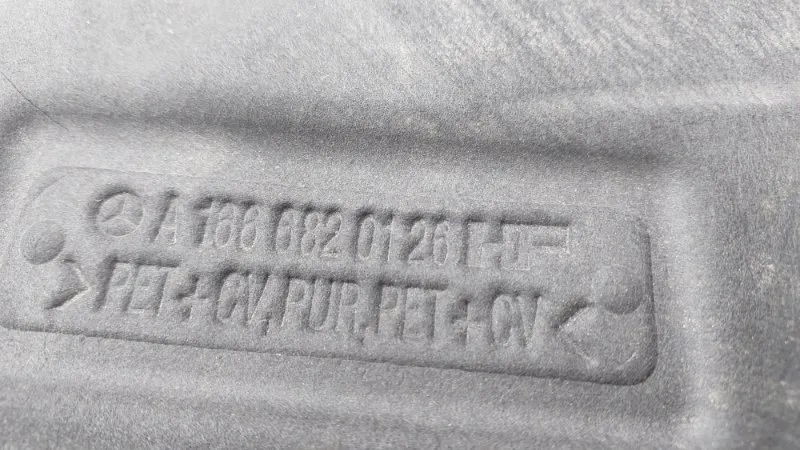 A 166 682 01 26
>PET+CV, PUR, PET+CV<